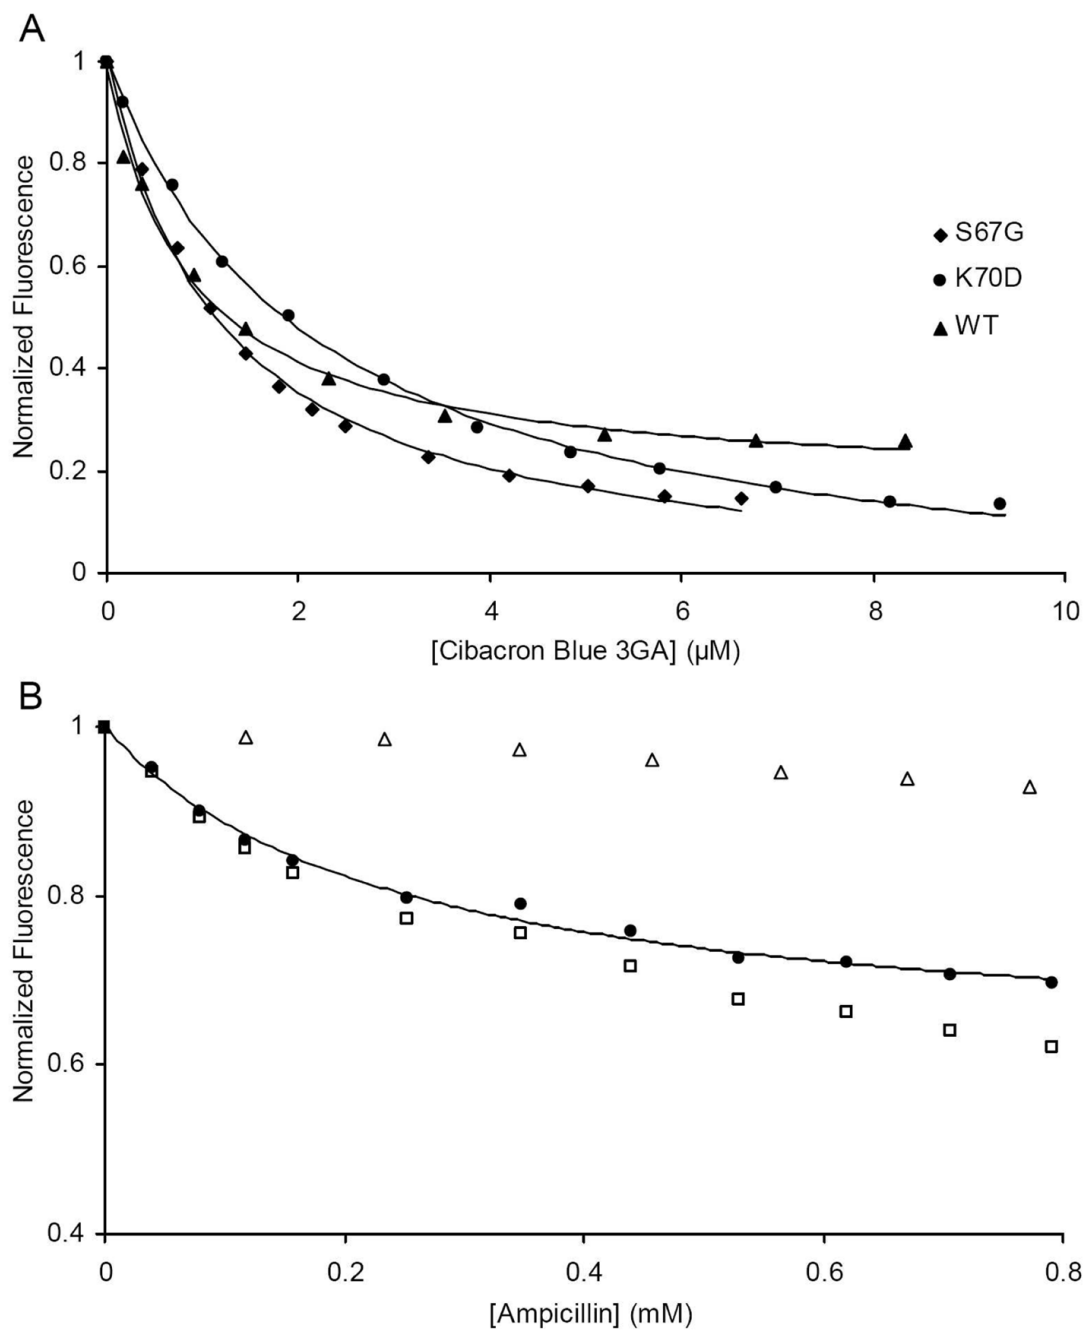 A
1
0.8
0.6
0.4
0.2
0
Normalized Fluorescence
S67G
K70D
WT
0 2 4 6 8 10
[Cibacron Blue 3GA] (µM)
B
1
0.8
0.6
0.4
Normalized Fluorescence
0 0.2 0.4 0.6 0.8
[Ampicillin] (mM)